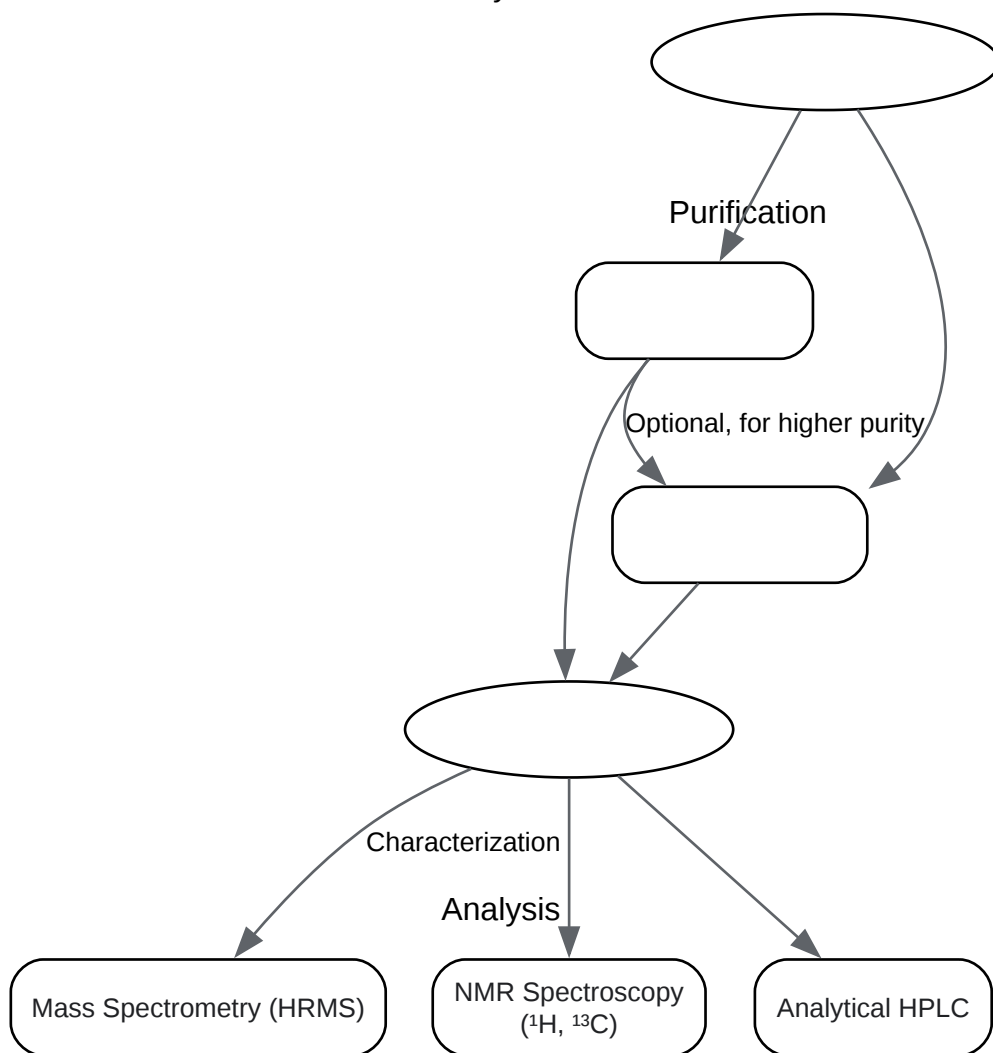 Purification
Optional, for higher purity
Characterization
Analysis
Mass Spectrometry (HRMS)
NMR Spectroscopy
(¹H, ¹³C)
Analytical HPLC